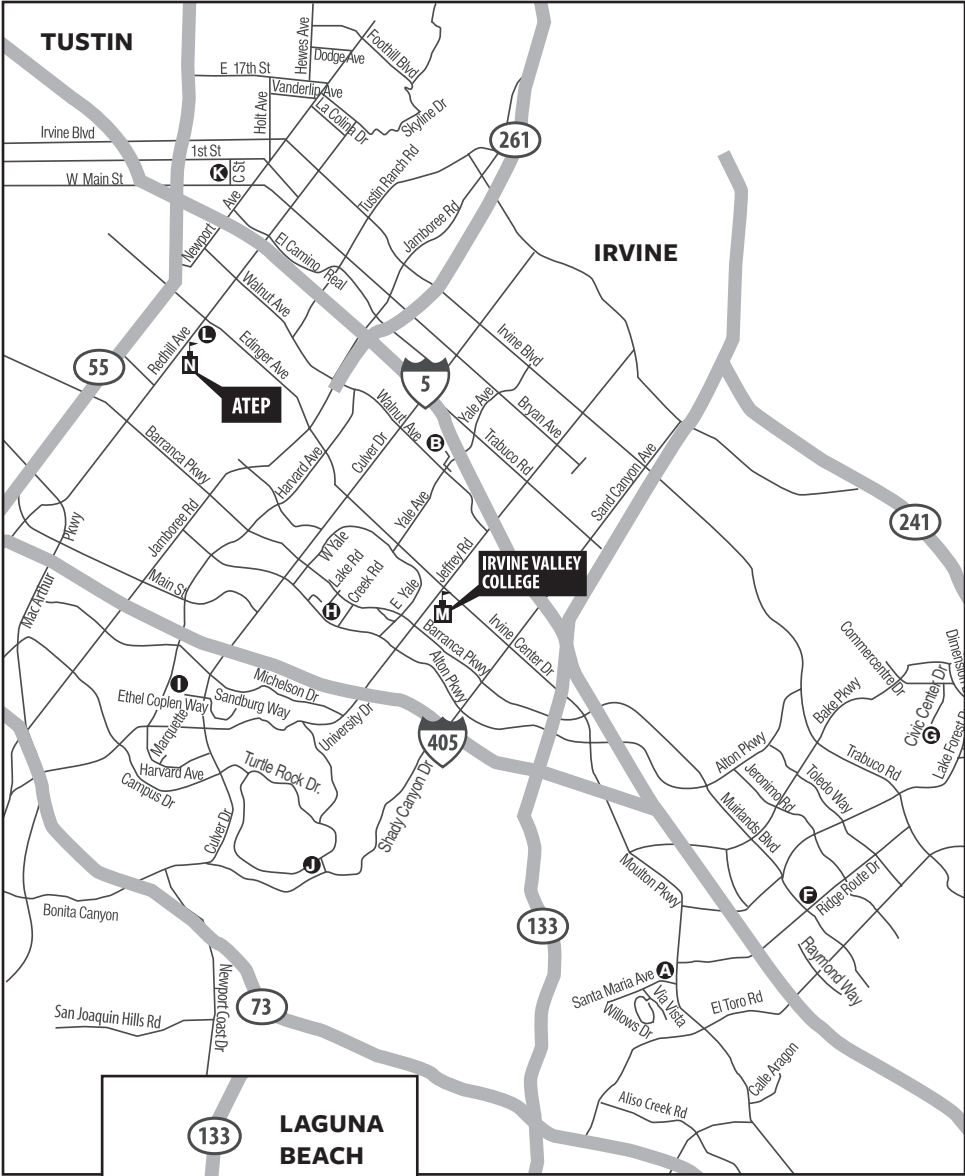 TUSTIN
Hewes Ave
Dodge Ave
Foothill Blvd
E 17th St
Vanderlip Ave
Holt Ave
La Colina Dr
Skyline Dr
261
Irvine Blvd
1st St
K
C St
W Main St
Newport Ave
Tustin Ranch Rd
Jamboree Rd
El Camino Real
IRVINE
Walnut Ave
Redhill Ave
L
N
ATEP
Edinger Ave
Irvine Blvd
55
5
Walnut Ave
Yale Ave
Bryan Ave
B
Trabuco Rd
Barranca Pkwy
Harvard Ave
Culver Dr
Sand Canyon Ave
Yale Ave
241
Jamboree Rd
Mac Arthur Pkwy
W Yale
Lake Rd
Creek Rd
E Yale
Jeffrey Rd
IRVINE VALLEY
COLLEGE
M
Main St
H
Barranca Pkwy
Irvine Center Dr
Alton Pkwy
Commercentre Dr
Dimension
Civic Center Dr
G
Lake Forest D
Bake Pkwy
I
Michelson Dr
Ethel Coplen Way
Sandburg Way
Marquette
University Dr
405
Harvard Ave
Campus Dr
Turtle Rock Dr.
Culver Dr
Shady Canyon Dr
J
Alton Pkwy
Trabuco Rd
Jeronimo Rd
Toledo Way
Muirlands Blvd
Moulton Pkwy
F
Ridge Route Dr
Bonita Canyon
133
Raymond Way
Newport Coast Dr
73
San Joaquin Hills Rd
Santa Maria Ave
A
Via Vista
Willows Dr
El Toro Rd
Calle Aragon
Aliso Creek Rd
133
LAGUNA
BEACH